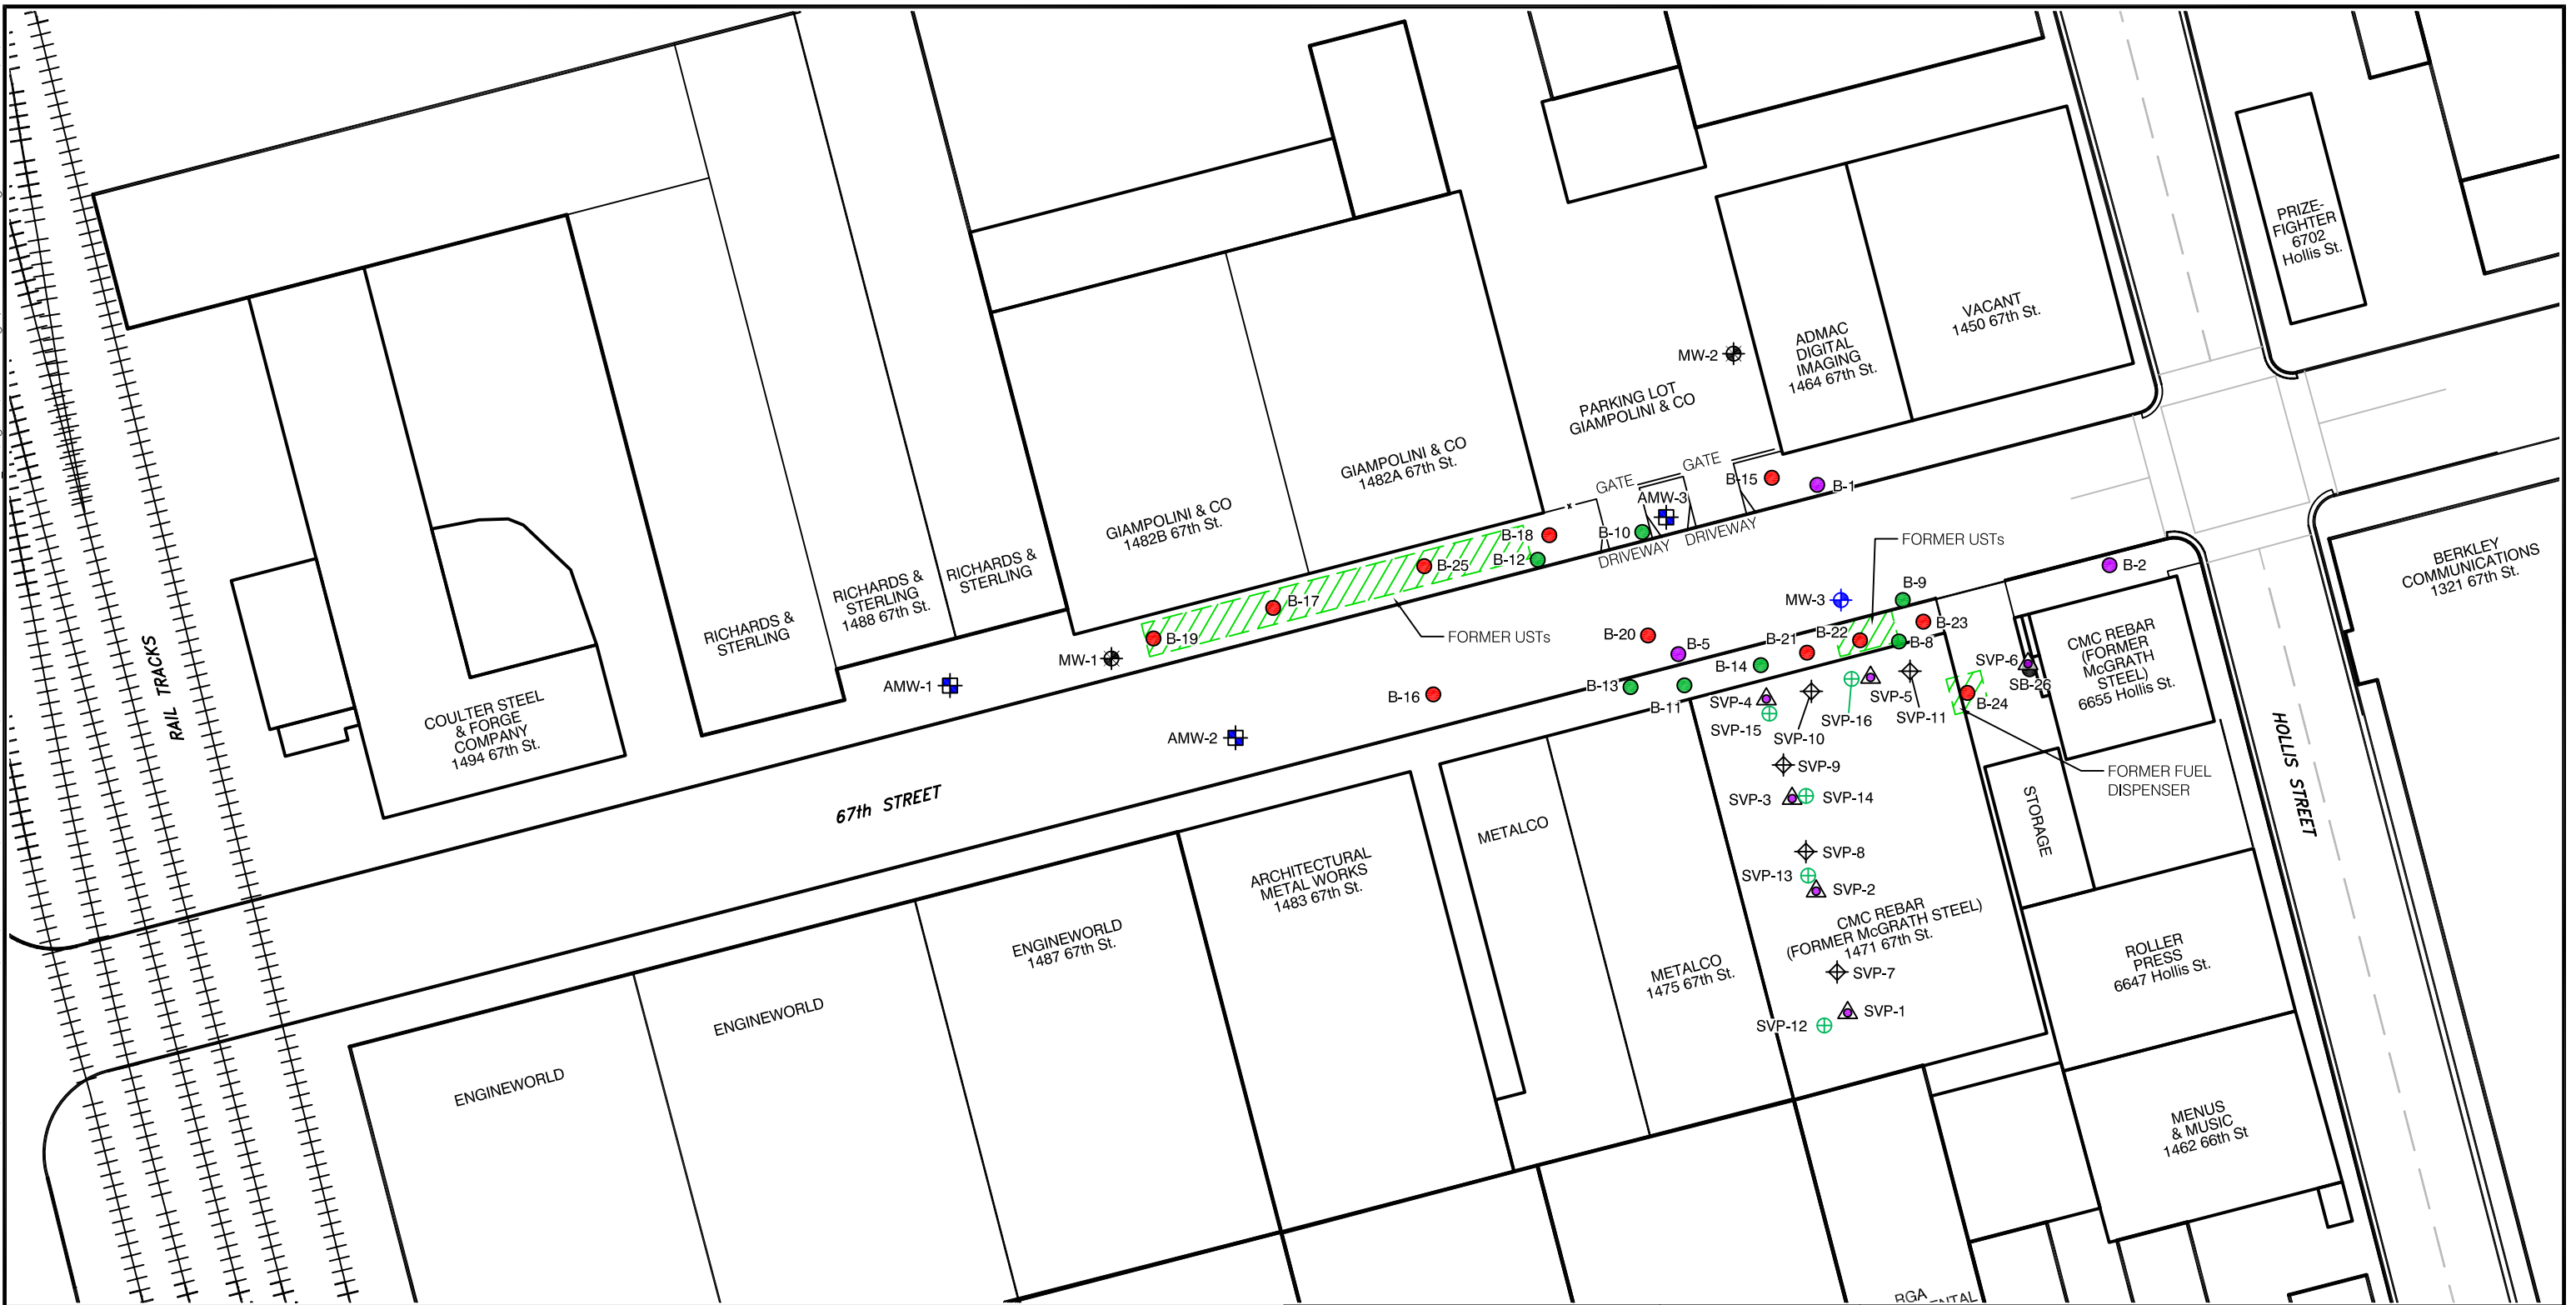 PRIZE-
FIGHTER
6702
Hollis St.
VACANT
1450 67th St.
ADMAC
DIGITAL
IMAGING
1464 67th St.
MW-2
PARKING LOT
GIAMPOLINI & CO
GATE
GATE
AMW-3
B-15
B-1
B-10
DRIVEWAY
DRIVEWAY
GIAMPOLINI & CO
1482A 67th St.
GIAMPOLINI & CO
1482B 67th St.
B-18
B-12
B-25
B-17
B-19
FORMER USTs
MW-1
AMW-1
AMW-2
RICHARDS &
STERLING
RICHARDS &
STERLING
1488 67th St.
RICHARDS &
STERLING
COULTER STEEL
& FORGE
COMPANY
1494 67th St.
RAIL TRACKS
67th STREET
FORMER USTs
B-9
MW-3
B-20
B-5
B-21
B-22
B-23
B-8
B-14
B-13
B-11
B-16
B-2
BERKLEY
COMMUNICATIONS
1321 67th St.
CMC REBAR
(FORMER
McGRATH
STEEL)
6655 Hollis St.
SVP-6
SB-26
B-24
SVP-4
SVP-15
SVP-10
SVP-16
SVP-5
SVP-11
SVP-9
SVP-3
SVP-14
SVP-8
SVP-13
SVP-2
CMC REBAR
(FORMER McGRATH STEEL)
1471 67th St.
SVP-7
SVP-1
SVP-12
FORMER FUEL
DISPENSER
STORAGE
HOLLIS STREET
METALCO
METALCO
1475 67th St.
ARCHITECTURAL
METAL WORKS
1483 67th St.
ENGINEWORLD
1487 67th St.
ENGINEWORLD
ENGINEWORLD
ROLLER
PRESS
6647 Hollis St.
MENUS
& MUSIC
1462 66th St
RGA